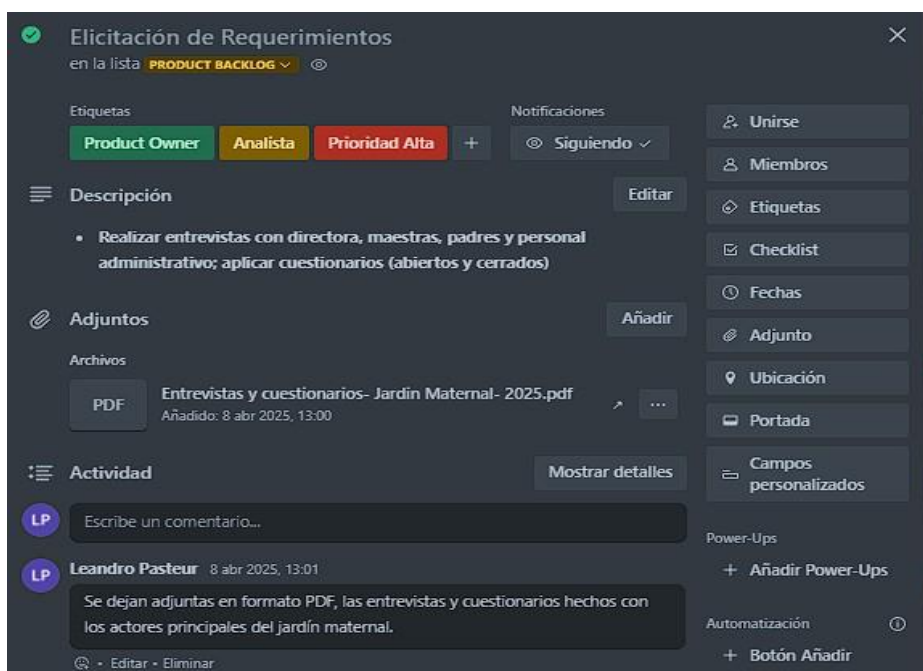 Elicitación de Requerimientos
en la lista PRODUCT BACKLOG
Etiquetas
Product Owner
Analista
Prioridad Alta
+
Notificaciones
Siguiendo
Descripción
Editar
• Realizar entrevistas con directora, maestras, padres y personal
administrativo; aplicar cuestionarios (abiertos y cerrados)
Adjuntos
Añadir
Archivos
PDF
Entrevistas y cuestionarios- Jardin Maternal- 2025.pdf
Añadido: 8 abr 2025, 13:00
Actividad
Mostrar detalles
LP
Escribe un comentario...
LP
Leandro Pasteur 8 abr 2025, 13:01
Se dejan adjuntas en formato PDF, las entrevistas y cuestionarios hechos con
los actores principales del jardín maternal.
• Editar • Eliminar
Unirse
Miembros
Etiquetas
Checklist
Fechas
Adjunto
Ubicación
Portada
Campos
personalizados
Power-Ups
+ Añadir Power-Ups
Automatización
+ Botón Añadir